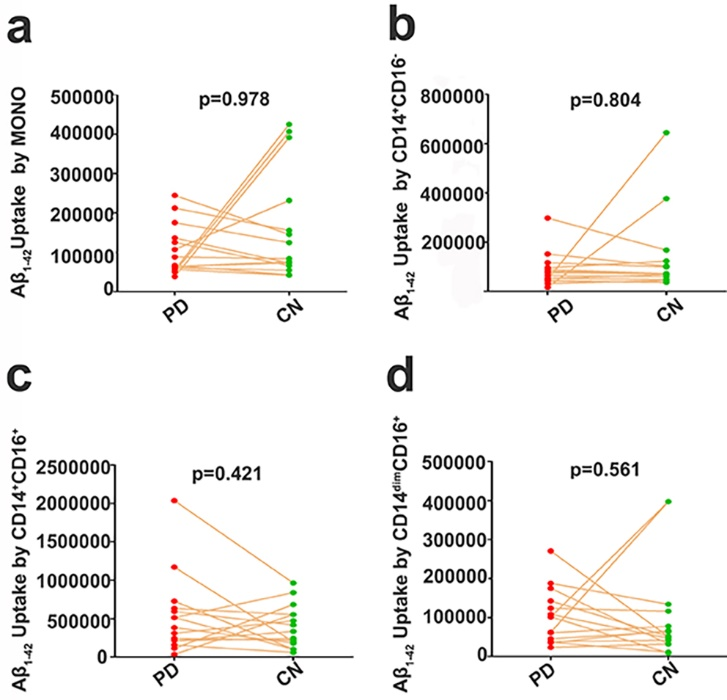 a
Aβ1-42Uptake by MONO
p=0.978
500000
400000
300000
200000
100000
0
PD
CN
b
Aβ1-42 Uptake by CD14+CD16-
p=0.804
800000
600000
400000
200000
PD
CN
c
Aβ1-42 Uptake by CD14+CD16+
p=0.421
2500000
2000000
1500000
1000000
500000
0
PD
CN
d
Aβ1-42 Uptake by CD14dimCD16+
p=0.561
500000
400000
300000
200000
100000
0
PD
CN